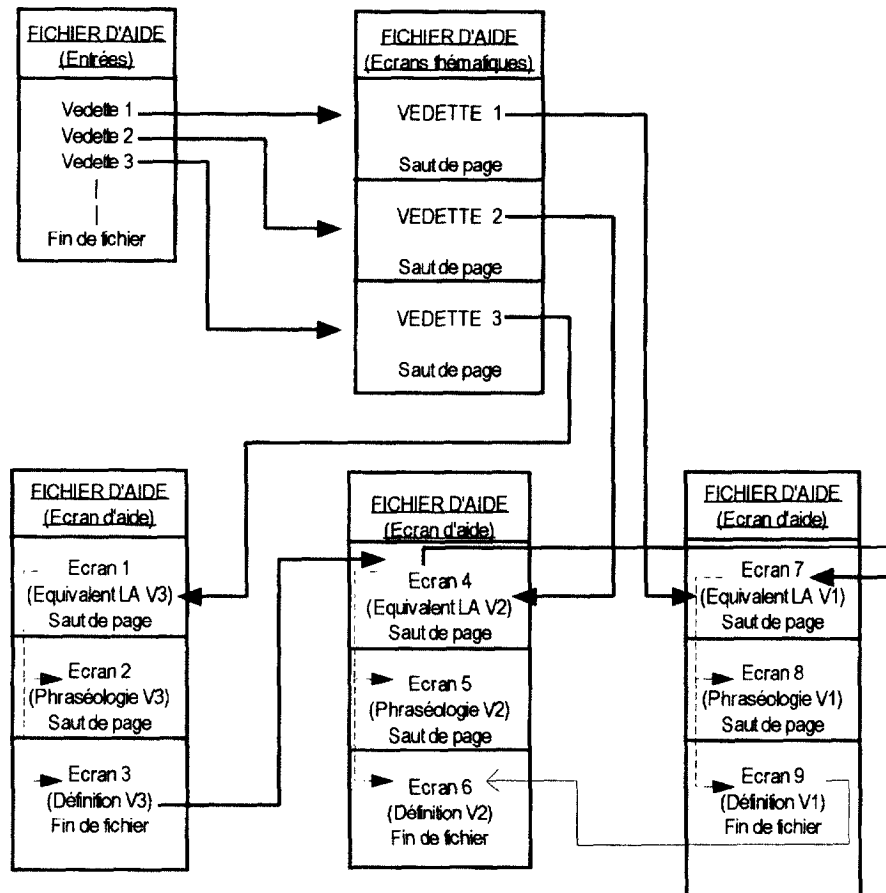 FICHIER D'AIDE
(Entrées)
Vedette 1
Vedette 2
Vedette 3
Fin de fichier
FICHIER D'AIDE
(Ecrans thématiques)
VEDETTE 1
Saut de page
VEDETTE 2
Saut de page
VEDETTE 3
Saut de page
FICHIER D'AIDE
(Ecran d'aide)
Ecran 1
(Equivalent LA V3)
Saut de page
Ecran 2
(Phraséologie V3)
Saut de page
Ecran 3
(Définition V3)
Fin de fichier
FICHIER D'AIDE
(Ecran d'aide)
Ecran 4
(Equivalent LA V2)
Saut de page
Ecran 5
(Phraséologie V2)
Saut de page
Ecran 6
(Définition V2)
Fin de fichier
FICHIER D'AIDE
(Ecran d'aide)
Ecran 7
(Equivalent LA V1)
Saut de page
Ecran 8
(Phraséologie V1)
Saut de page
Ecran 9
(Définition V1)
Fin de fichier